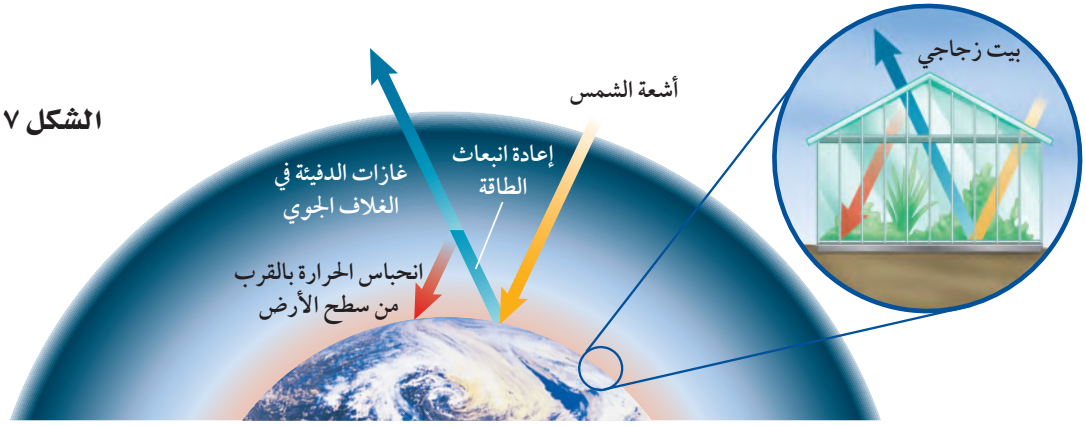 بيت زجاجي
أشعة الشمس
الشكل ٧
إعادة انبعاث
الطاقة
غازات الدفيئة في
الغلاف الجوي
انحباس الحرارة بالقرب
من سطح الأرض